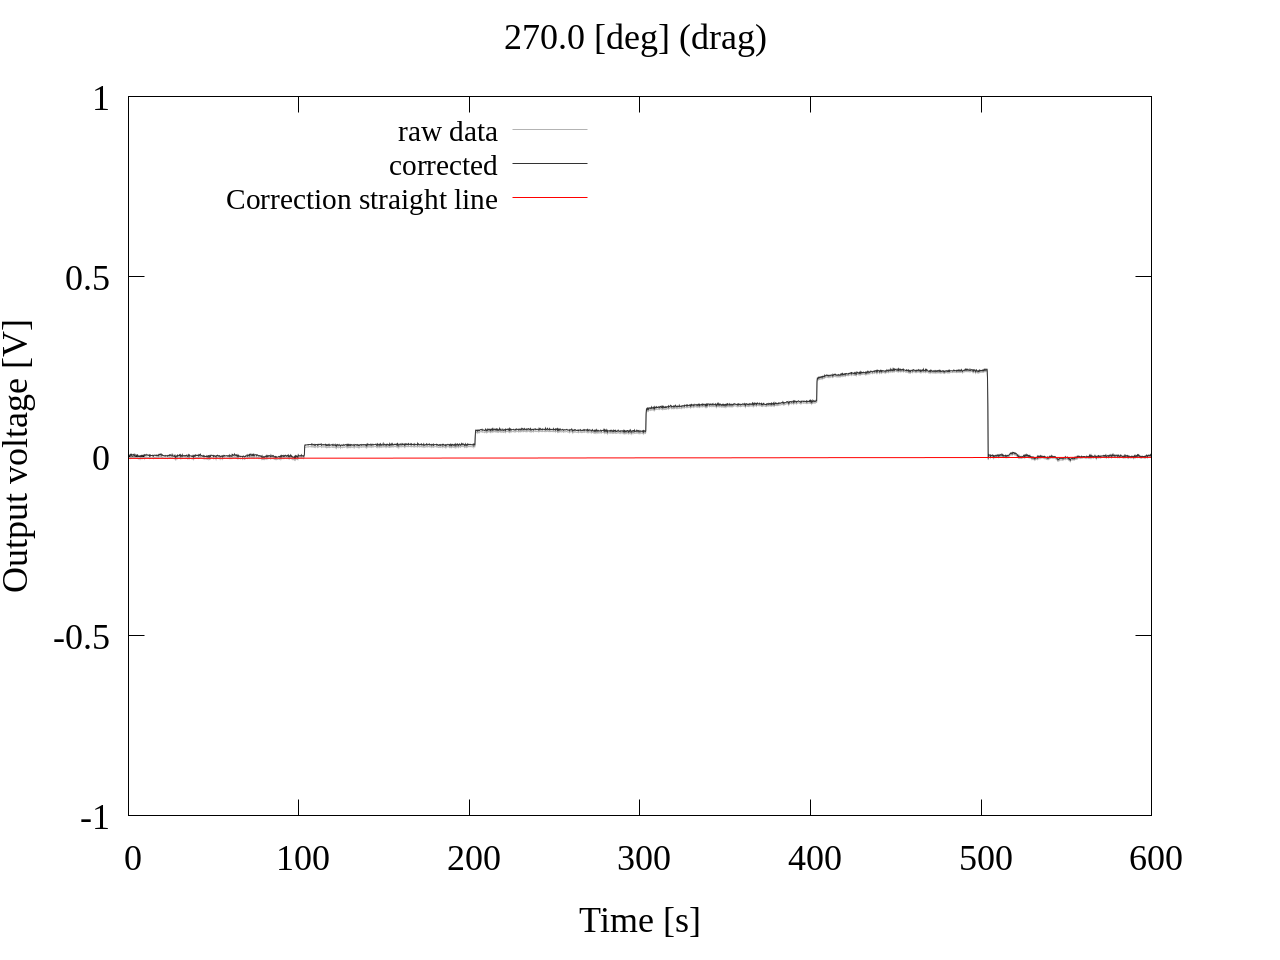 270.0 [deg] (drag)
1
raw data
corrected
Correction straight line
0.5
0
-0.5
-1
Output voltage [V]
0 100 200 300 400 500 600
Time [s]